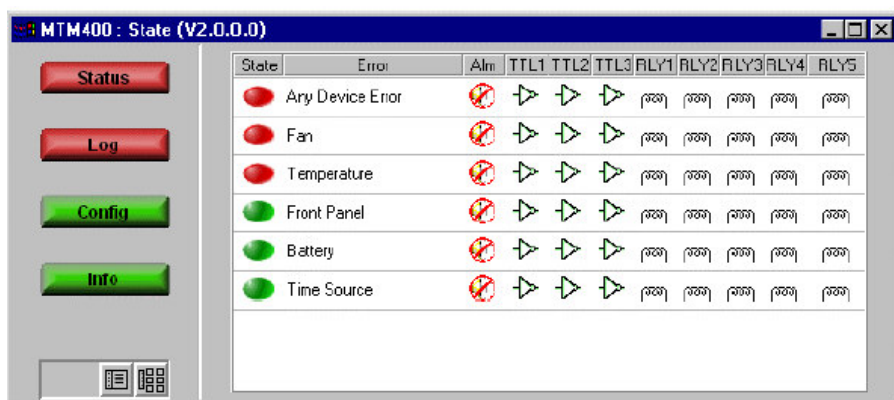 MTM400 : State (V2.0.0.0)
Status
Log
Config
Info
State Error Alm TTL1 TTL2 TTL3 RLY1 RLY2 RLY3 RLY4 RLY5
Any Device Error
Fan
Temperature
Front Panel
Battery
Time Source